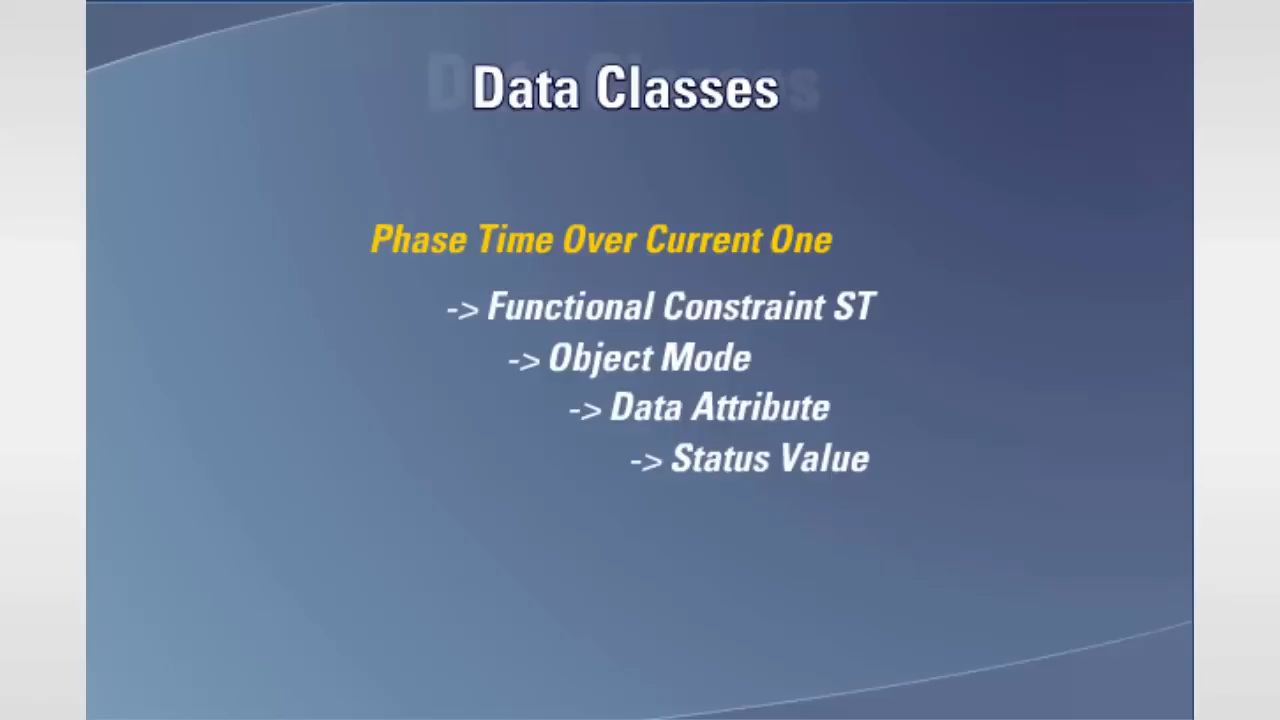 Data Classes
Phase Time Over Current One
-> Functional Constraint ST
-> Object Mode
-> Data Attribute
-> Status Value